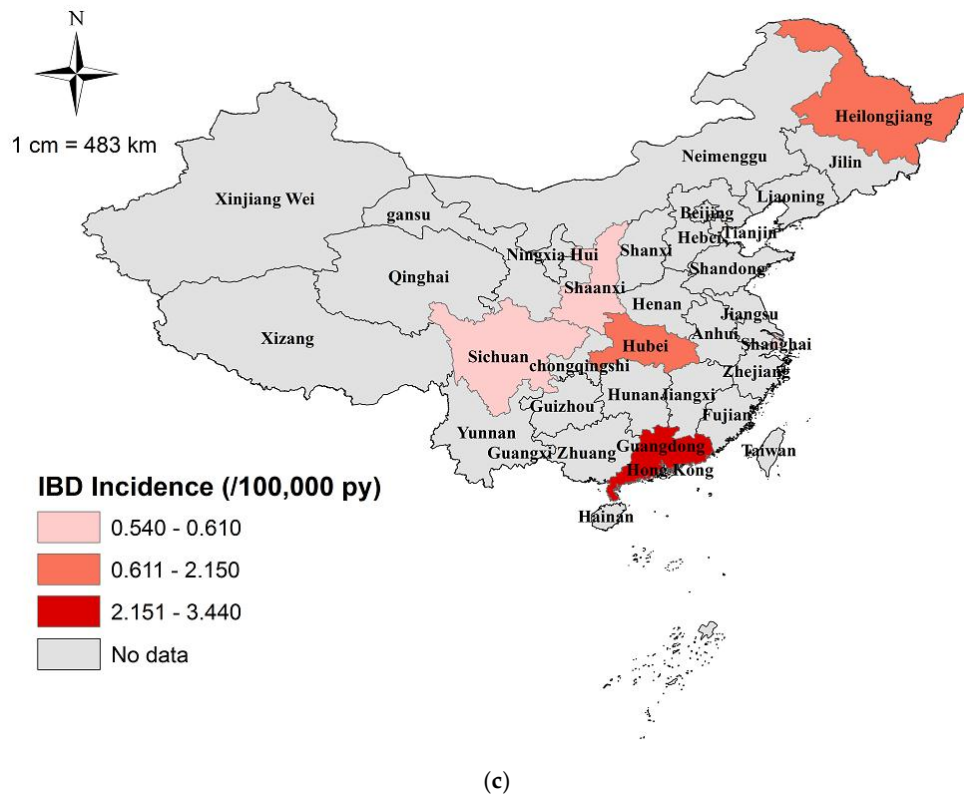 N
1 cm = 483 km
Heilongjiang
Neimenggu
Jilin
Xinjiang Wei
Liaoning
gansu
Beijing
Tianjin
Hebei
Ningxia Hui
Shanxi
Shandong
Qinghai
Shaanxi
Henan
Jiangsu
Xizang
Anhui
Shanghai
Hubei
Sichuan
chongqingshi
Zhejiang
Hunan
Jiangxi
Guizhou
Fujian
Yunnan
Guangdong
Guangxi Zhuang
Taiwan
Hong Kong
IBD Incidence (/100,000 py)
Hainan
0.540 - 0.610
0.611 - 2.150
2.151 - 3.440
No data
(c)